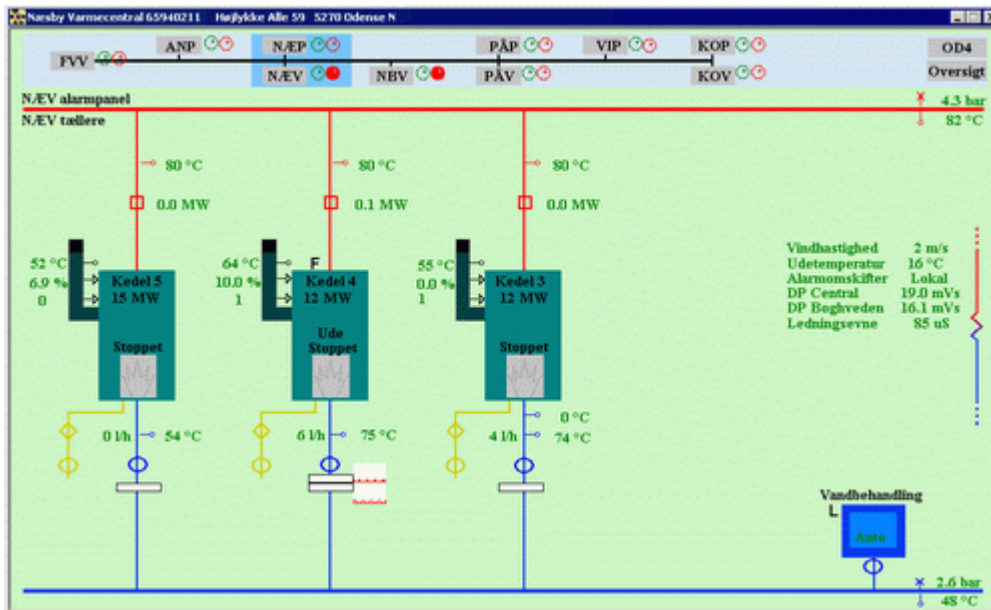 Næsby Varmecentral 65940211 Højlykke Alle 59 5270 Odense N
ANP NÆP PÅP VIP KOP OD4
FVV
NÆV NBV PÅV KOV Oversigt
NÆV alarmpanel 4.3 bar
NÆV tællere 82 °C
80 °C 80 °C 80 °C
0.0 MW 0.1 MW 0.0 MW
Vindhastighed 2 m/s
Udetemperatur 16 °C
Alarmomskifter Lokal
DP Central 19.0 mVs
DP Boghveden 16.1 mVs
Ledningsevne 85 uS
52 °C 64 °C F 55 °C
6.9 % Kedel 5 10.0 % Kedel 4 0.0 % Kedel 3
0 15 MW 1 12 MW 1 12 MW
Ude
Stoppet Stoppet Stoppet
0 °C
0 l/h 54 °C 6 l/h 75 °C 4 l/h 74 °C
Vandbehandling
L
Auto
2.6 bar
48 °C